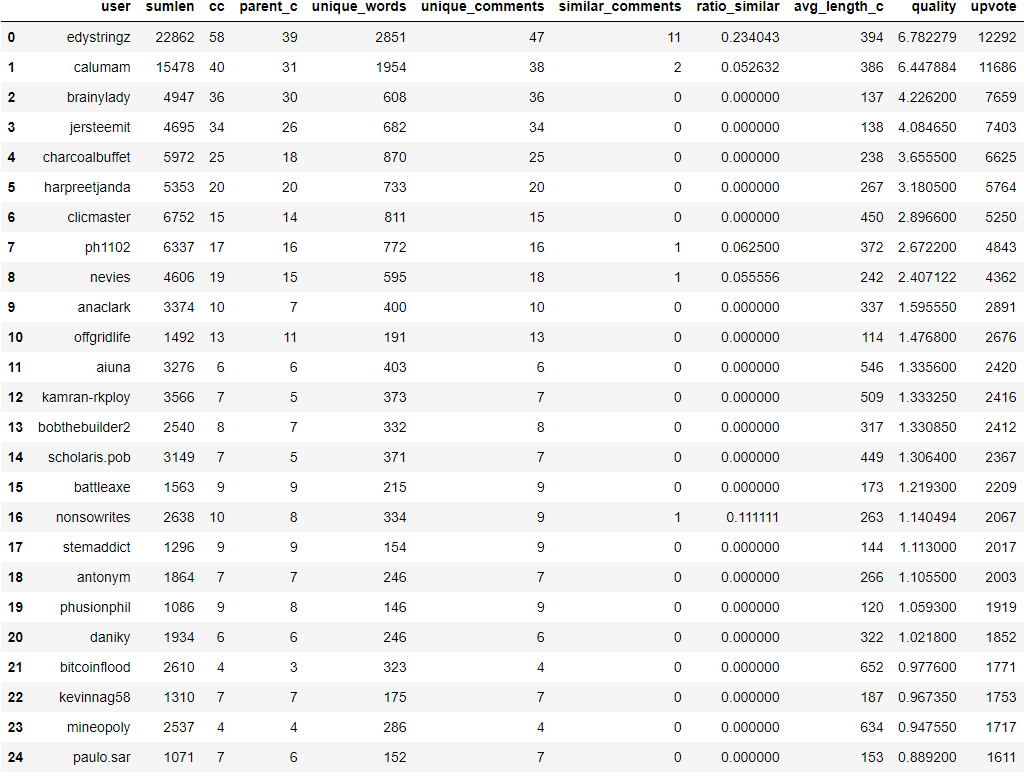 user sumlen cc parent_c unique_words unique_comments similar_comments ratio_similar avg_length_c quality upvote
0 edystringz 22862 58 39 2851 47 11 0.234043 394 6.782279 12292
1 calumam 15478 40 31 1954 38 2 0.052632 386 6.447884 11686
2 brainylady 4947 36 30 608 36 0 0.000000 137 4.226200 7659
3 jersteemit 4695 34 26 682 34 0 0.000000 138 4.084650 7403
4 charcoalbuffet 5972 25 18 870 25 0 0.000000 238 3.655500 6625
5 harpreetjanda 5353 20 20 733 20 0 0.000000 267 3.180500 5764
6 clicmaster 6752 15 14 811 15 0 0.000000 450 2.896600 5250
7 ph1102 6337 17 16 772 16 1 0.062500 372 2.672200 4843
8 nevies 4606 19 15 595 18 1 0.055556 242 2.407122 4362
9 anaclark 3374 10 7 400 10 0 0.000000 337 1.595550 2891
10 offgridlife 1492 13 11 191 13 0 0.000000 114 1.476800 2676
11 aiuna 3276 6 6 403 6 0 0.000000 546 1.335600 2420
12 kamran-rkploy 3566 7 5 373 7 0 0.000000 509 1.333250 2416
13 bobthebuilder2 2540 8 7 332 8 0 0.000000 317 1.330850 2412
14 scholaris.pob 3149 7 5 371 7 0 0.000000 449 1.306400 2367
15 battleaxe 1563 9 9 215 9 0 0.000000 173 1.219300 2209
16 nonsowrites 2638 10 8 334 9 1 0.111111 263 1.140494 2067
17 stemaddict 1296 9 9 154 9 0 0.000000 144 1.113000 2017
18 antonym 1864 7 7 246 7 0 0.000000 266 1.105500 2003
19 phusionphil 1086 9 8 146 9 0 0.000000 120 1.059300 1919
20 daniky 1934 6 6 246 6 0 0.000000 322 1.021800 1852
21 bitcoinflood 2610 4 3 323 4 0 0.000000 652 0.977600 1771
22 kevinnag58 1310 7 7 175 7 0 0.000000 187 0.967350 1753
23 mineopoly 2537 4 4 286 4 0 0.000000 634 0.947550 1717
24 paulo.sar 1071 7 6 152 7 0 0.000000 153 0.889200 1611